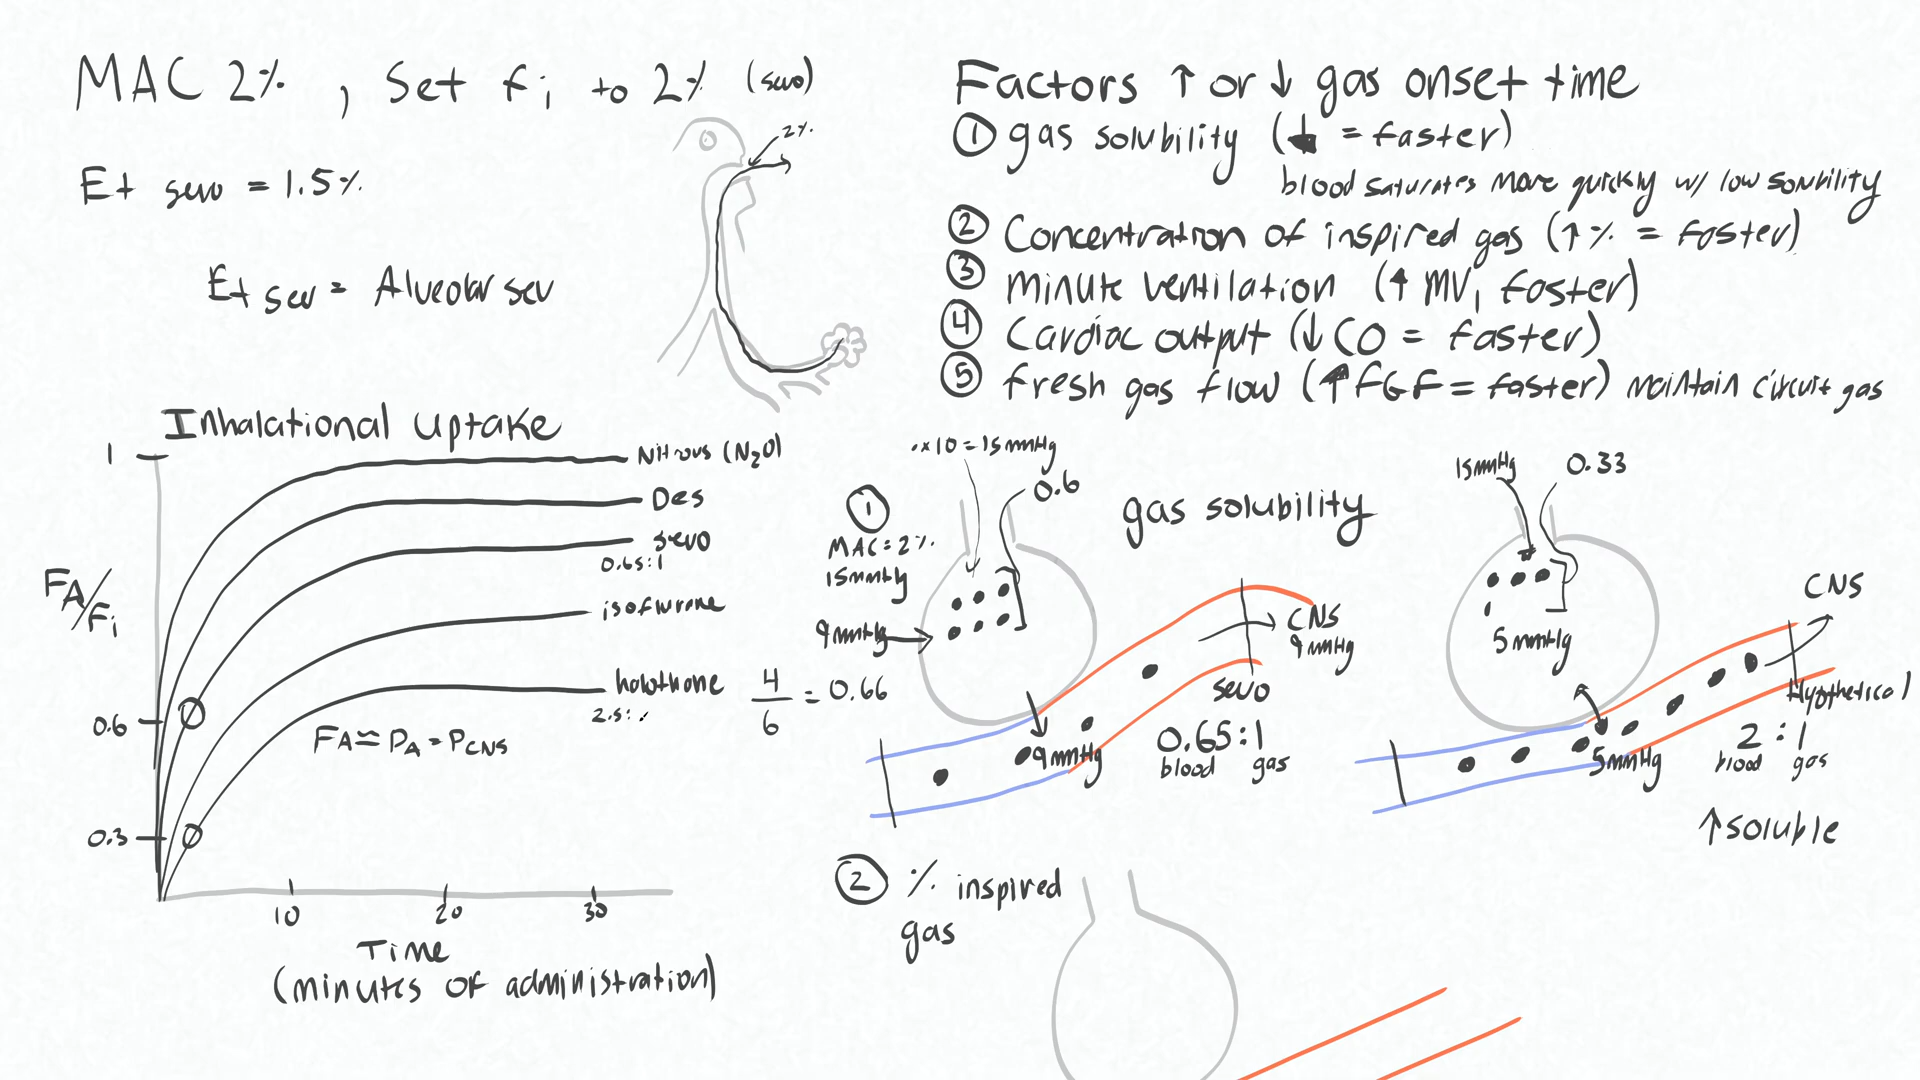 MAC 2% , Set Fi to 2% (sevo)
2%
Et sevo = 1.5%
Et sev = Alveolar sev
Factors ↑ or ↓ gas onset time
① gas solubility (↓ = faster)
blood saturates more quickly w/ low solubility
② Concentration of inspired gas (↑% = faster)
③ minute ventilation (↑ MV, faster)
④ Cardiac output (↓ CO = faster)
⑤ fresh gas flow (↑FGF = faster) maintain circuit gas
Inhalational uptake
1
Nitrous (N₂O)
Des
sevo
0.65:1
isoflurane
halothane
2.5:
FA/Fi
0.6
0.3
FA ≈ PA = PCNS
10 20 30
Time
(minutes of administration)
①
MAC=2%
15mmHg
x 10 = 15mmHg
0.6
9mmHg
4/6 = 0.66
gas solubility
CNS
9mmHg
9mmHg
sevo
0.65:1
blood gas
15mmHg
0.33
5mmHg
CNS
Hypothetical
5mmHg
2 : 1
blood gas
↑soluble
② % inspired
gas